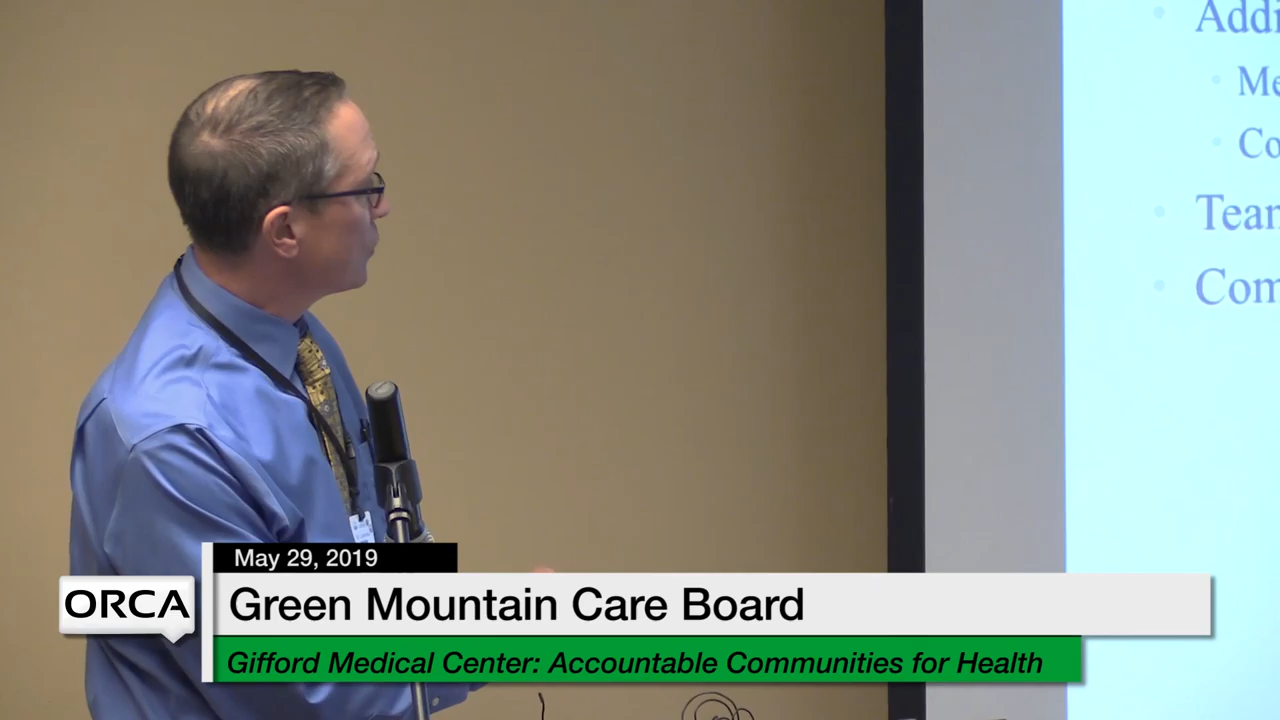 May 29, 2019
ORCA
Green Mountain Care Board
Gifford Medical Center: Accountable Communities for Health